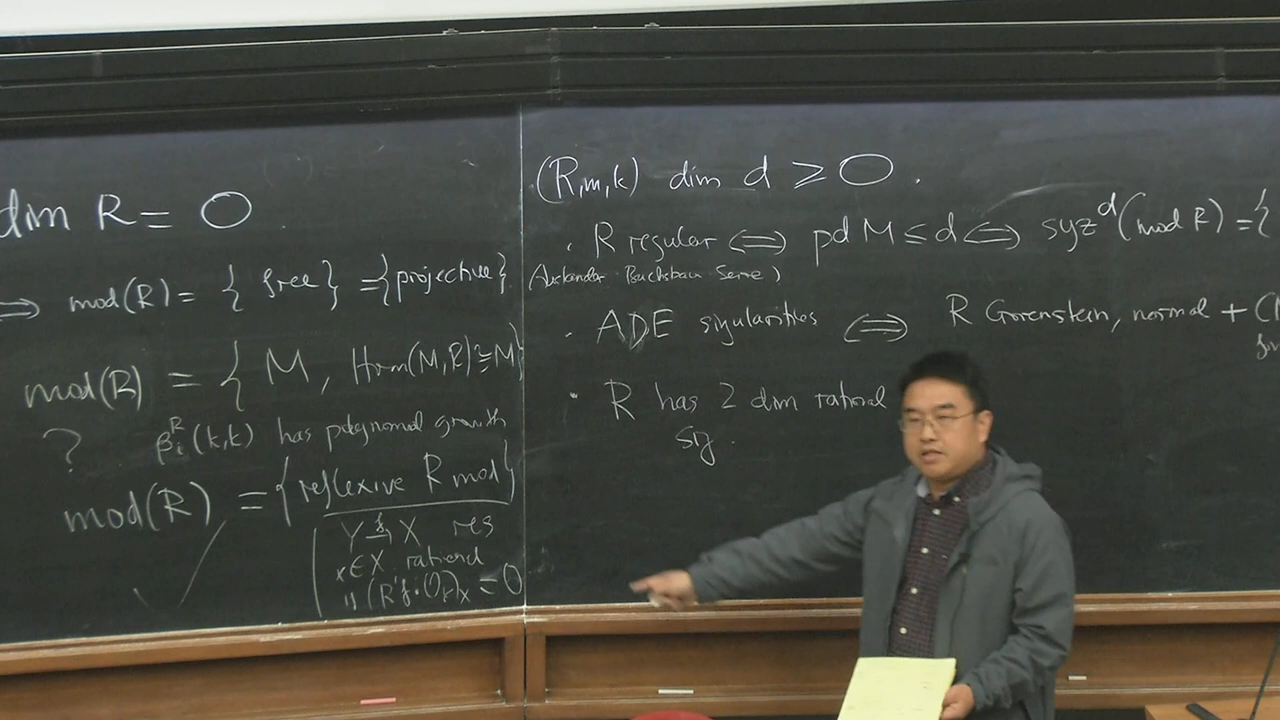 dim R = 0
⟹ mod(R) = { free } = {projective}
mod(R) = { M, Hom(M,R) ≅ M}
? β_i^R(k,k) has polynomial growth
mod(R) = {reflexive R mod}
Y →f X res
x∈X rational
(R^i f_*(O_Y))_x = 0
(R,m,k) dim d ≥ 0.
· R regular ⟺ pd M ≤ d ⟺ syz^d(mod R) = {
(Auslander Buchsbaum Serre)
· ADE sigularities ⟺ R Gorenstein, normal +
· R has 2 dim rational
sig.